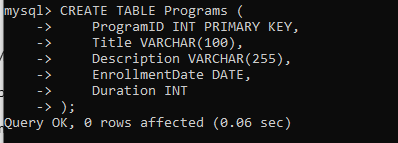 mysql> CREATE TABLE Programs (
    ->     ProgramID INT PRIMARY KEY,
    ->     Title VARCHAR(100),
    ->     Description VARCHAR(255),
    ->     EnrollmentDate DATE,
    ->     Duration INT
    -> );
Query OK, 0 rows affected (0.06 sec)